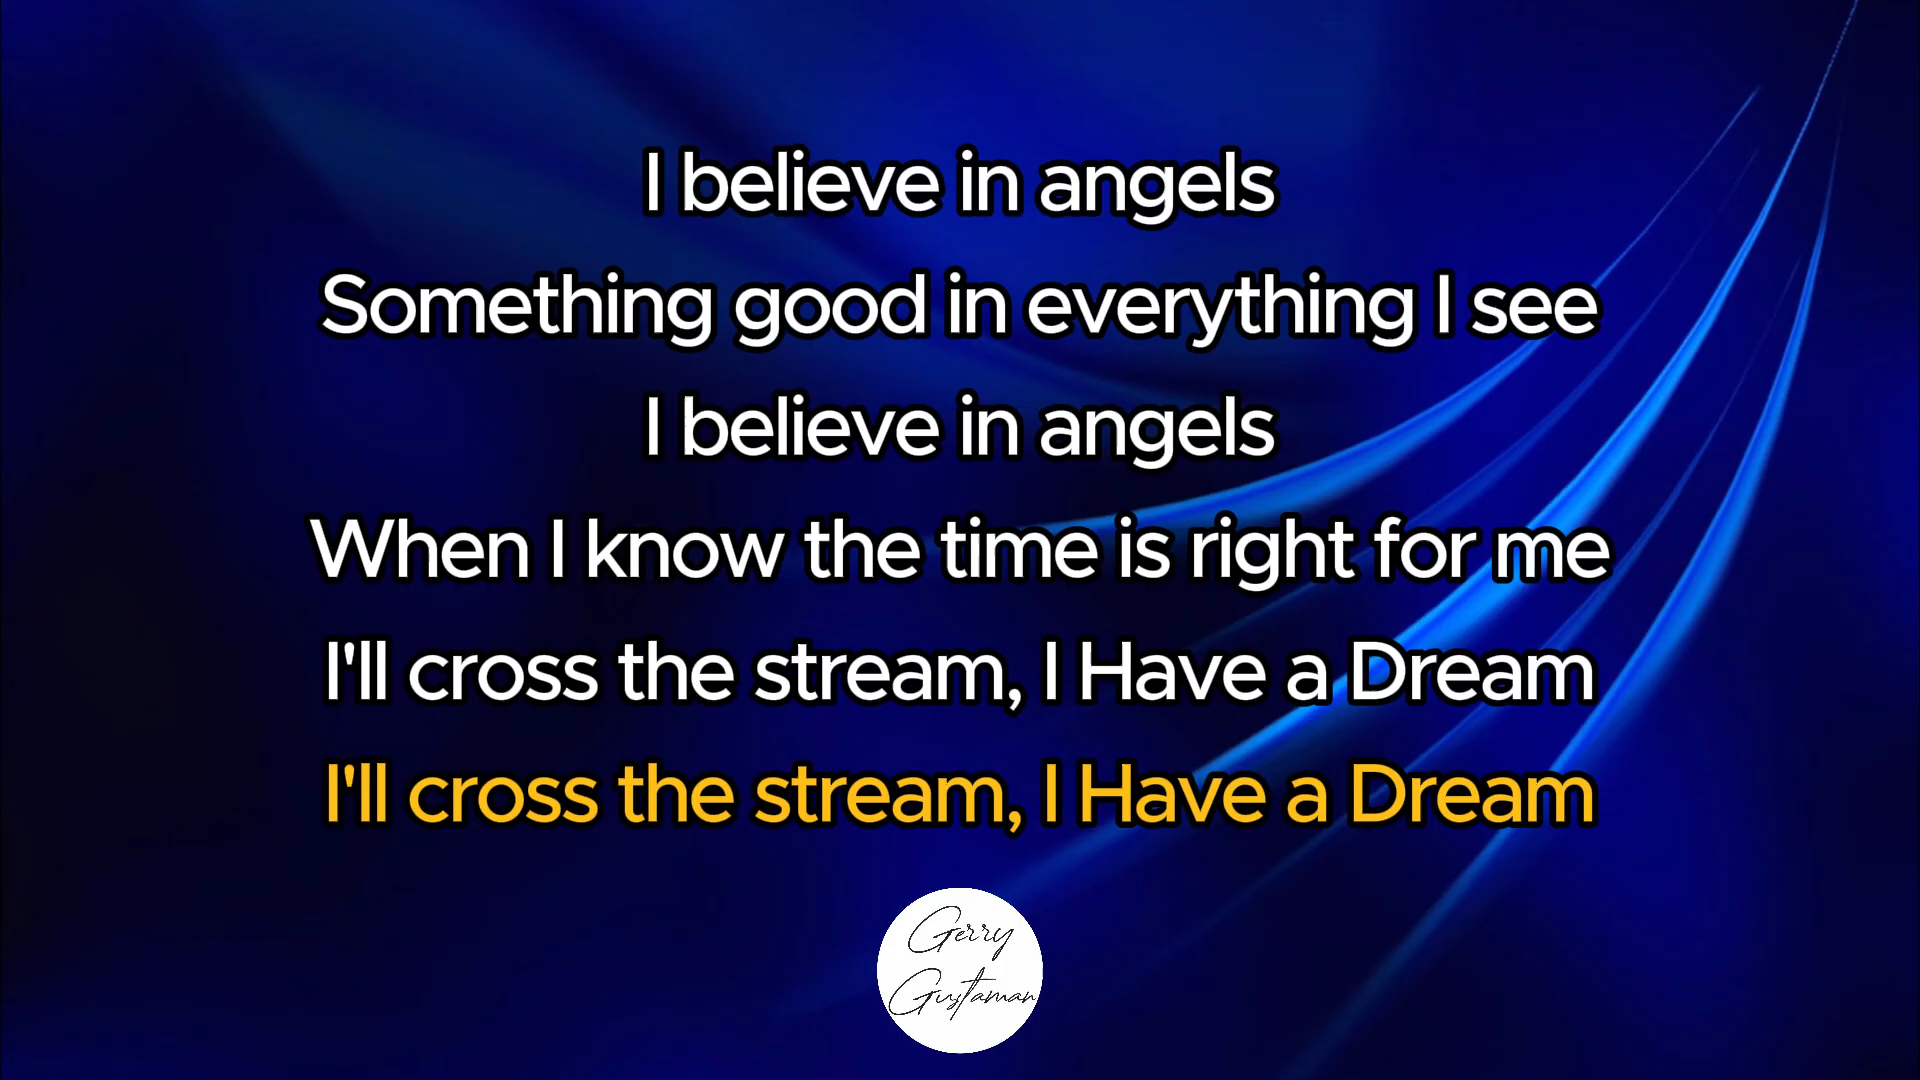 I believe in angels
Something good in everything I see
I believe in angels
When I know the time is right for me
I'll cross the stream, I Have a Dream
I'll cross the stream, I Have a Dream
Gerry
Gustaman